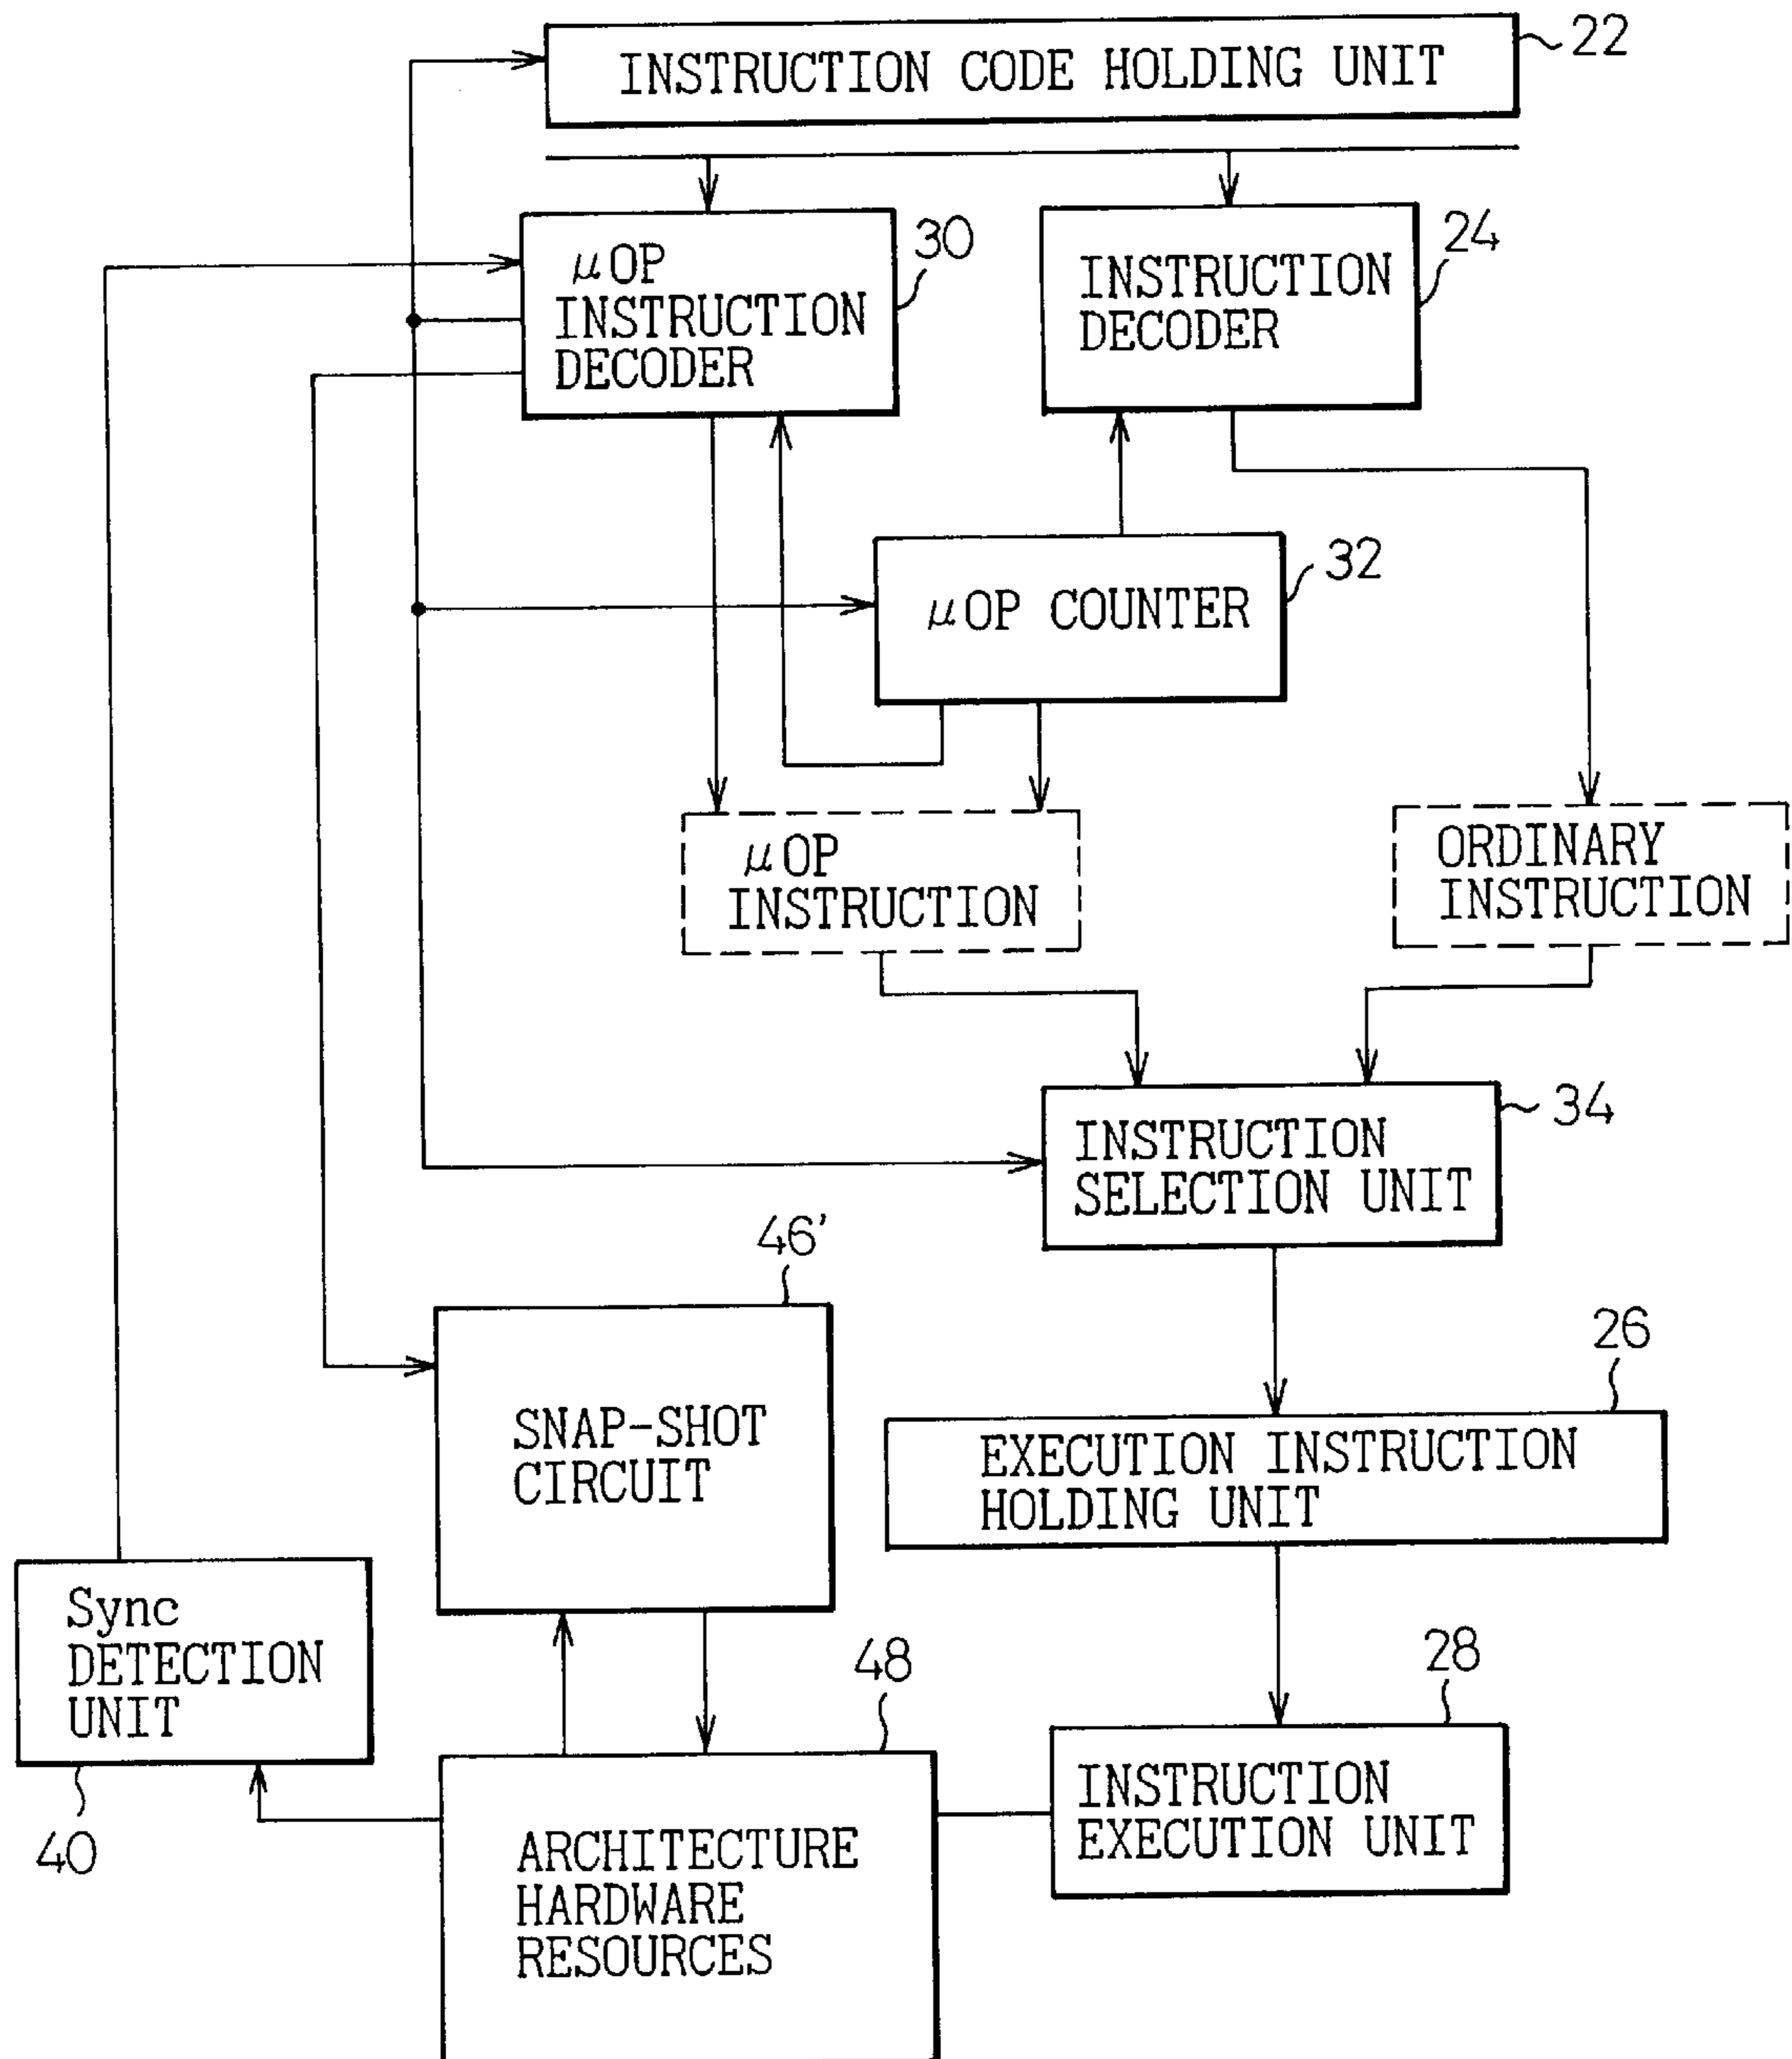 INSTRUCTION CODE HOLDING UNIT
22
μOP
INSTRUCTION
DECODER
30
INSTRUCTION
DECODER
24
μOP COUNTER
32
μOP
INSTRUCTION
ORDINARY
INSTRUCTION
INSTRUCTION
SELECTION UNIT
34
46'
SNAP-SHOT
CIRCUIT
26
EXECUTION INSTRUCTION
HOLDING UNIT
Sync
DETECTION
UNIT
40
48
ARCHITECTURE
HARDWARE
RESOURCES
28
INSTRUCTION
EXECUTION UNIT